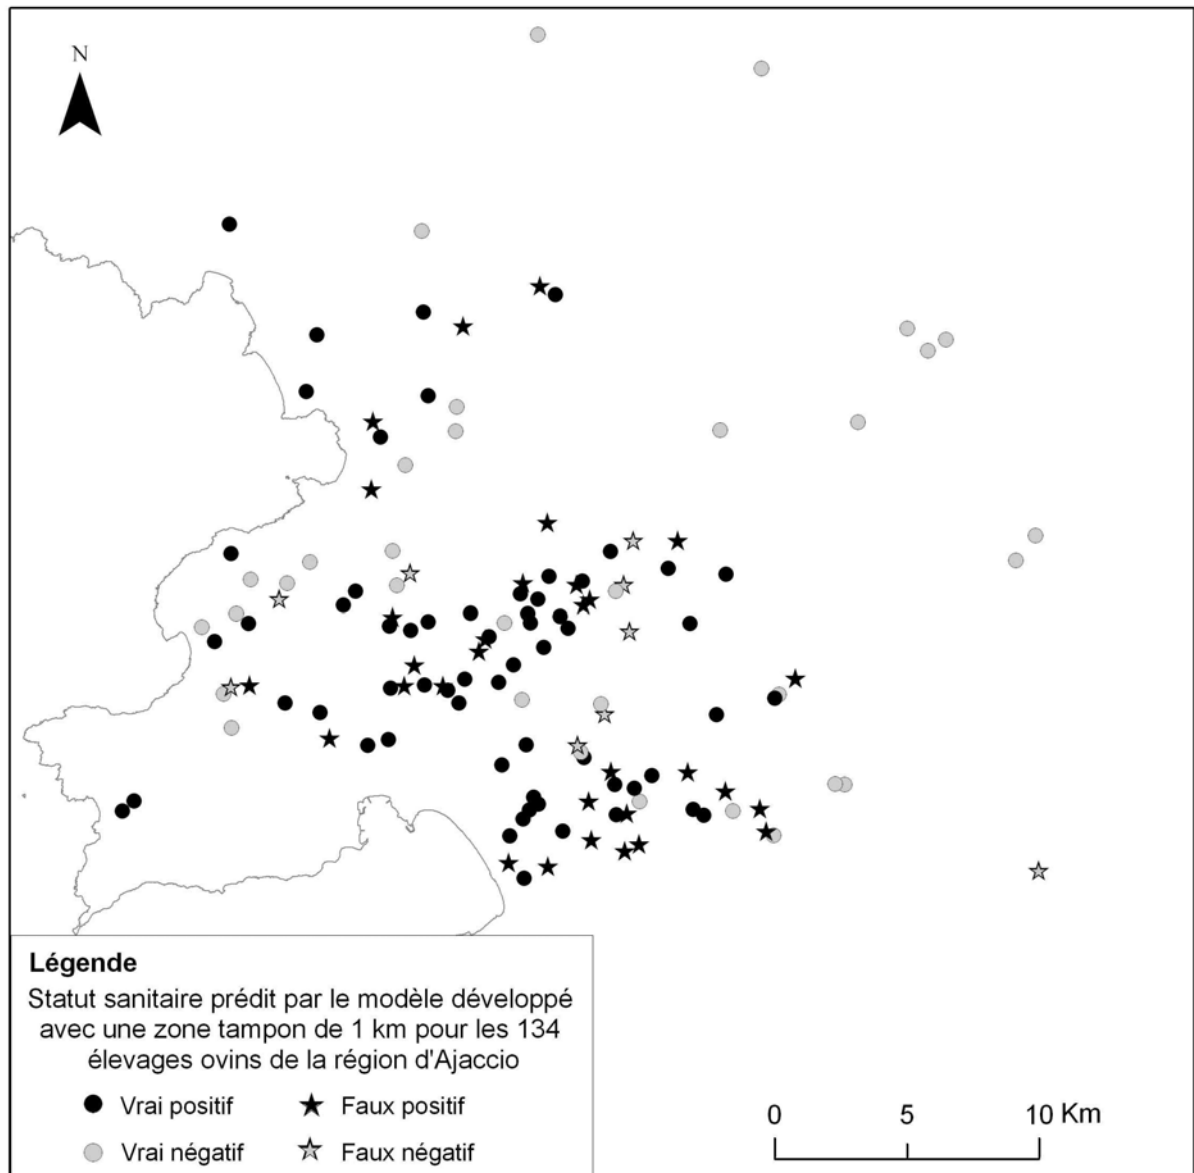 N
Légende
Statut sanitaire prédit par le modèle développé
avec une zone tampon de 1 km pour les 134
élevages ovins de la région d'Ajaccio
Vrai positif Faux positif
Vrai négatif Faux négatif
0 5 10 Km